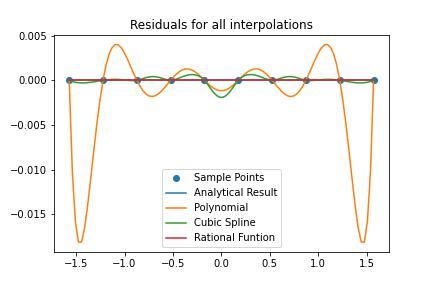 Residuals for all interpolations
0.005
0.000
−0.005
−0.010
−0.015
Sample Points
Analytical Result
Polynomial
Cubic Spline
Rational Funtion
−1.5 −1.0 −0.5 0.0 0.5 1.0 1.5